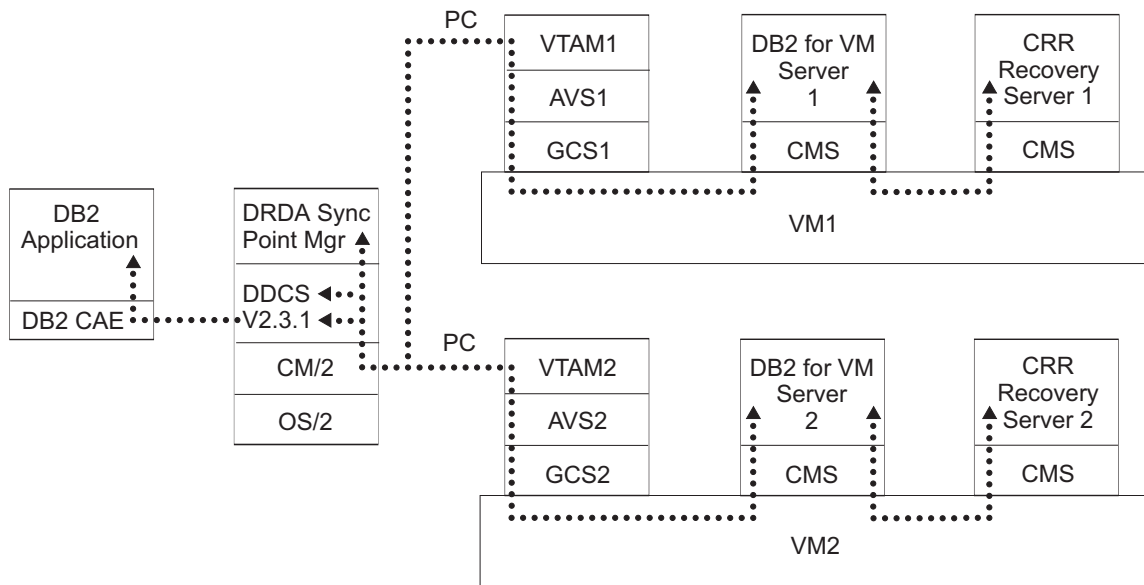 DB2
Application
DB2 CAE
DRDA Sync
Point Mgr
DDCS
V2.3.1
CM/2
OS/2
PC
VTAM1
AVS1
GCS1
DB2 for VM
Server
1
CMS
CRR
Recovery
Server 1
CMS
VM1
PC
VTAM2
AVS2
GCS2
DB2 for VM
Server
2
CMS
CRR
Recovery
Server 2
CMS
VM2